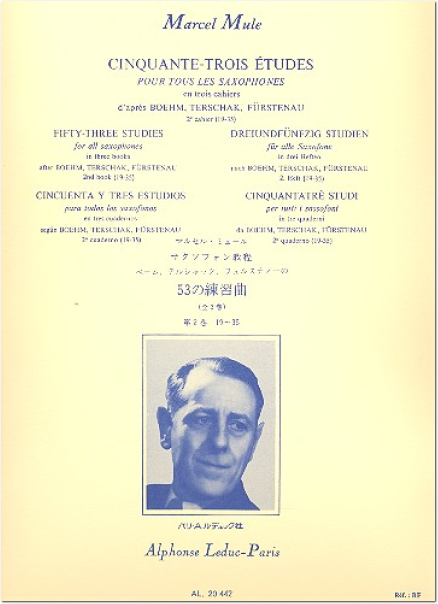 Marcel Mule
CINQUANTE-TROIS ÉTUDES
POUR TOUS LES SAXOPHONES
en trois cahiers
d'après BOEHM, TERSCHAK, FÜRSTENAU
2e cahier (19-35)
FIFTY-THREE STUDIES
for all saxophones
in three books
after BOEHM, TERSCHAK, FÜRSTENAU
2nd book (19-35)
DREIUNDFÜNFZIG STUDIEN
für alle Saxofone
in drei Heften
nach BOEHM, TERSCHAK, FÜRSTENAU
2. Heft (19-35)
CINCUENTA Y TRES ESTUDIOS
para todos los saxofonos
en tres cuadernos
según BOEHM, TERSCHAK, FÜRSTENAU
2º cuaderno (19-35)
CINQUANTATRÈ STUDI
per tutti i sassofoni
in tre quaderni
da BOEHM, TERSCHAK, FÜRSTENAU
2º quaderno (19-35)
マルセル・ミュール
サクソフォン教程
ベーム、テルシャック、フュルステナーの
53の練習曲
(全3巻)
第2巻 19〜35
パリ・A.ルデュック社
Alphonse Leduc-Paris
AL. 20 442
Réf.: BF